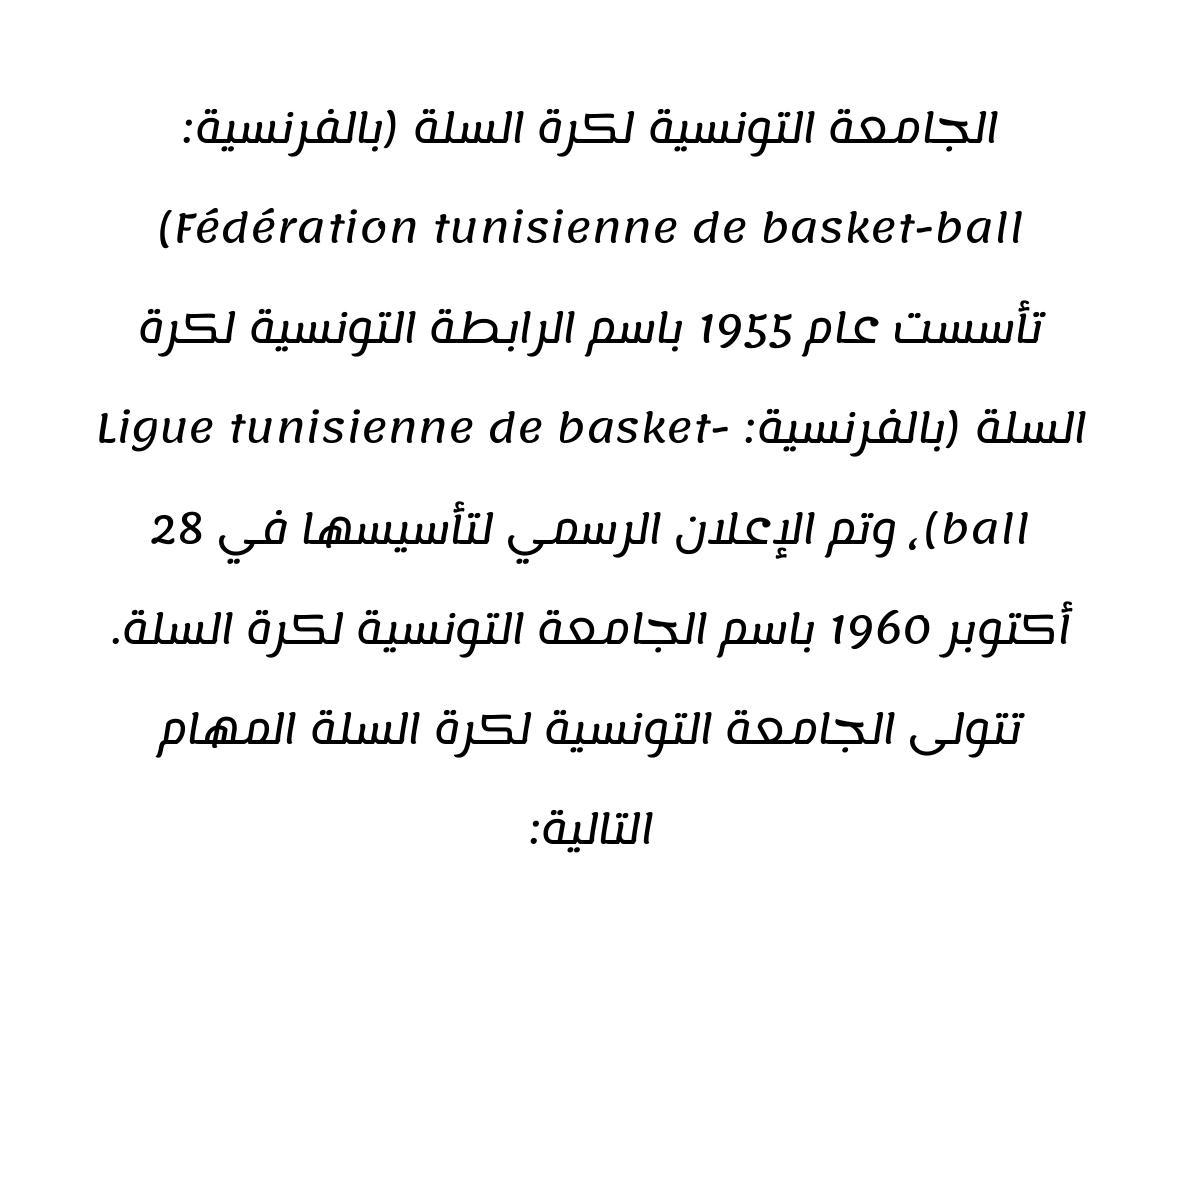 الجامعة التونسية لكرة السلة (بالفرنسية:
Fédération tunisienne de basket-ball)
تأسست عام 1955 باسم الرابطة التونسية لكرة
السلة (بالفرنسية: Ligue tunisienne de basket-
ball)، وتم الإعلان الرسمي لتأسيسها في 28
أكتوبر 1960 باسم الجامعة التونسية لكرة السلة.
تتولى الجامعة التونسية لكرة السلة المهام
التالية: